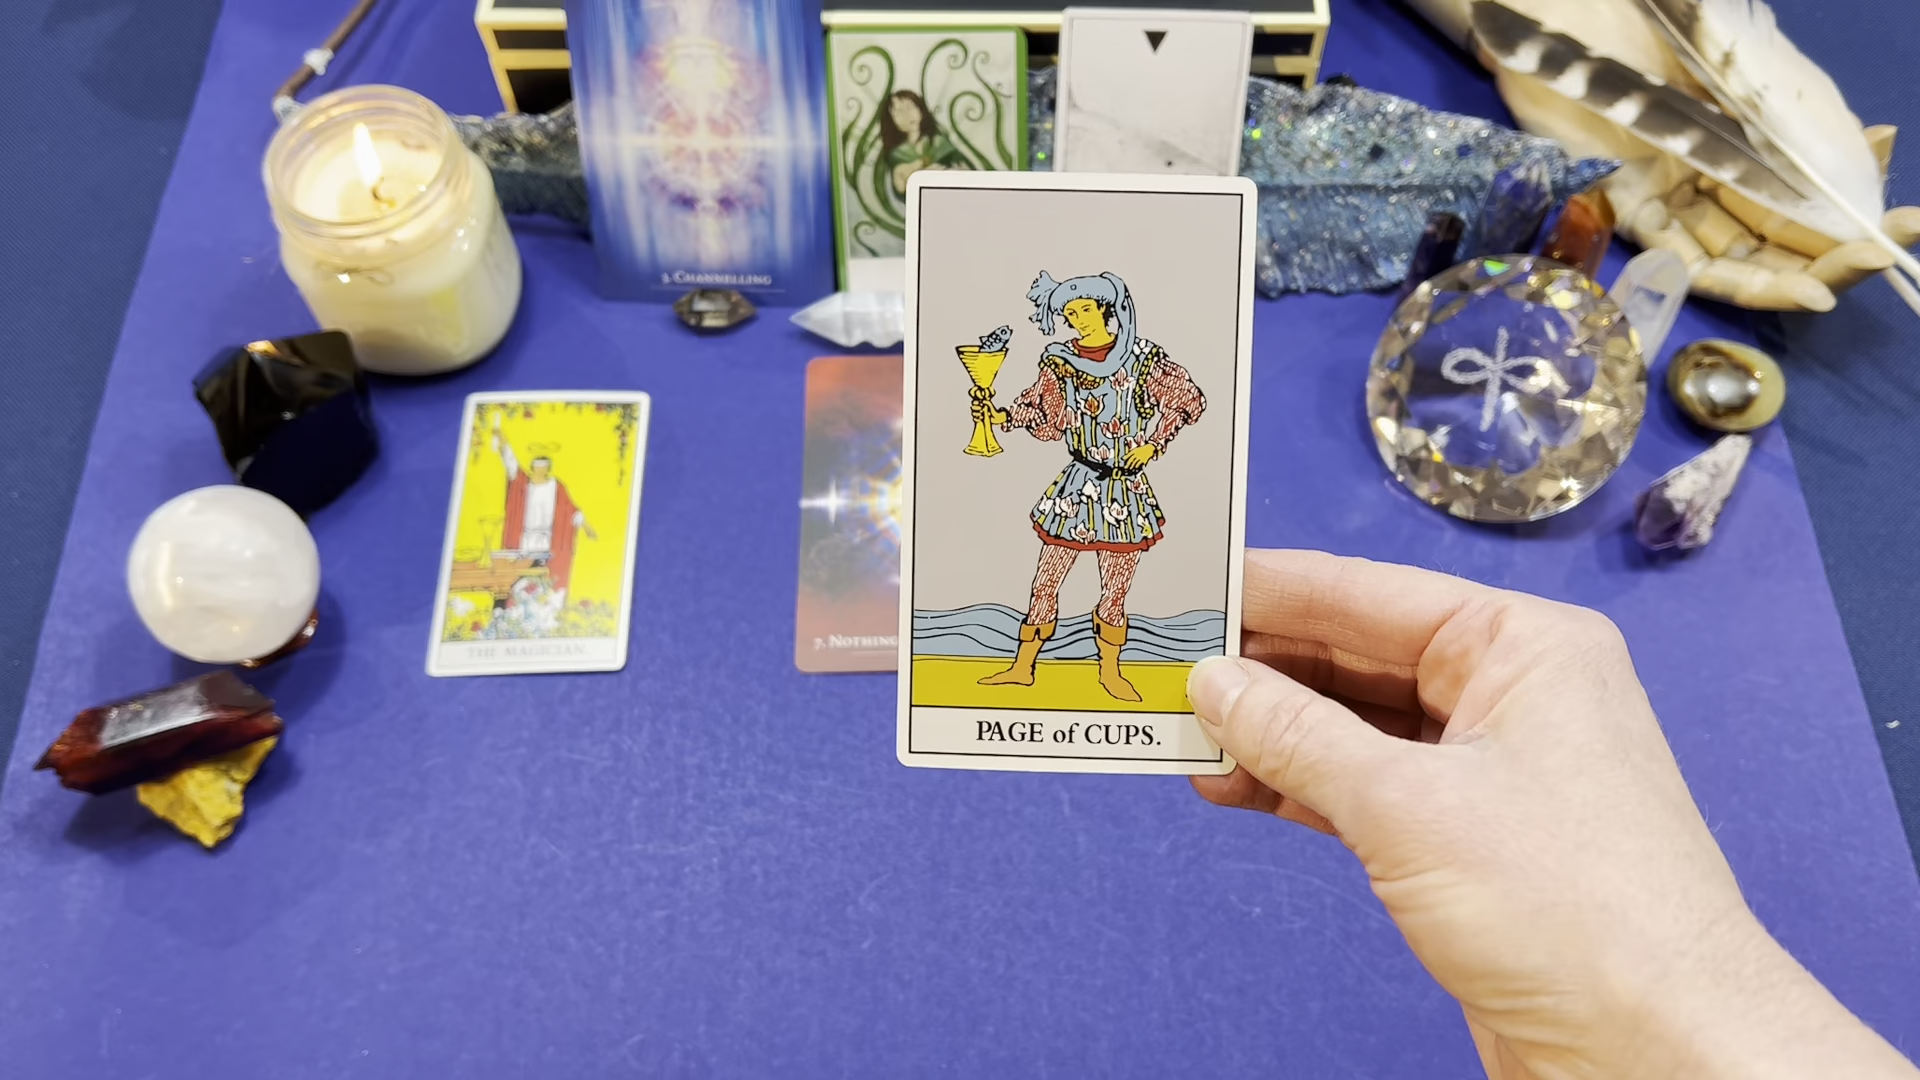 3. CHANNELLING
THE MAGICIAN.
7. NOTHING
PAGE of CUPS.